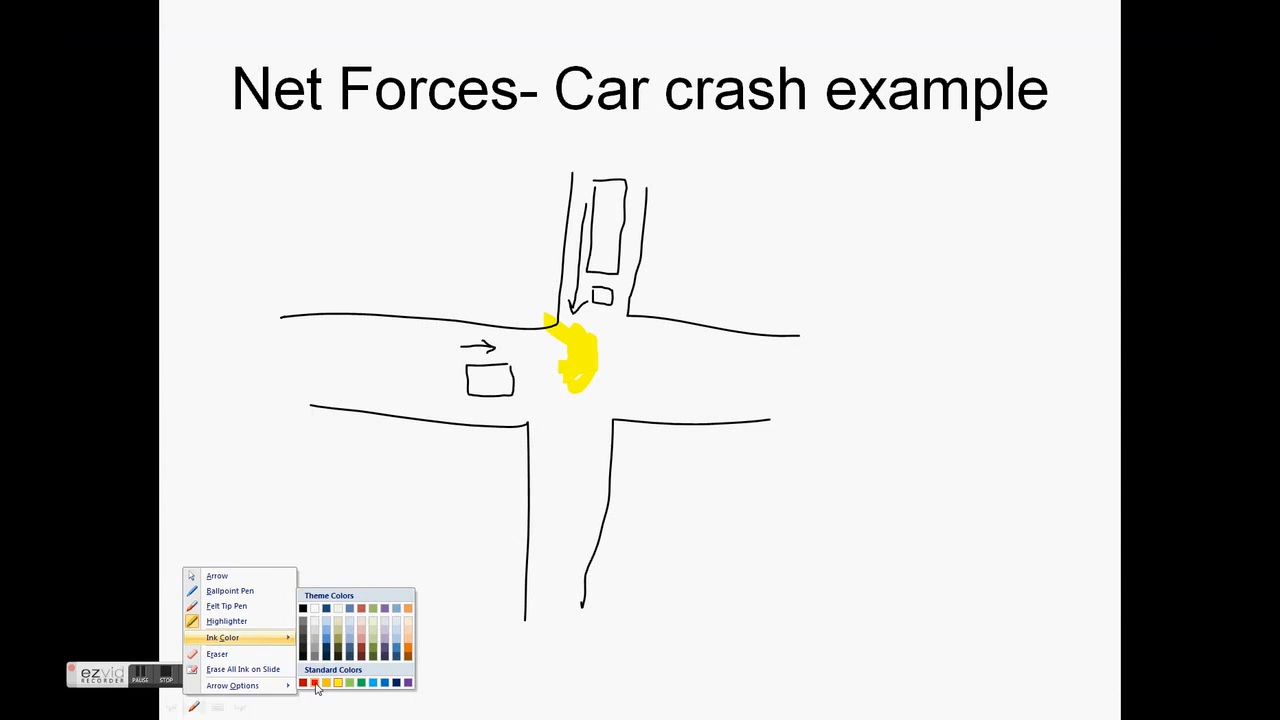 Net Forces- Car crash example
Arrow
Ballpoint Pen
Felt Tip Pen
Highlighter
Ink Color
Eraser
Erase All Ink on Slide
Arrow Options
Theme Colors
Standard Colors
ezvid
RECORDER
PAUSE
STOP